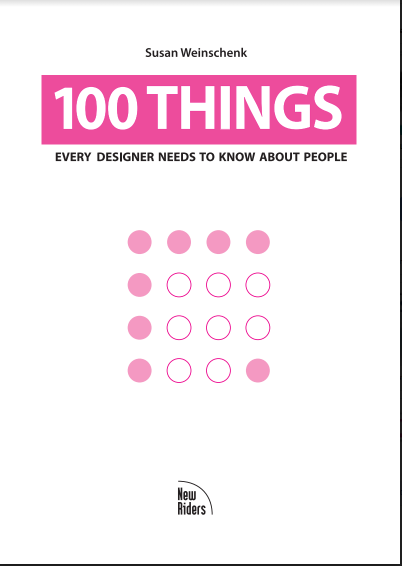 Susan Weinschenk
100 THINGS
EVERY DESIGNER NEEDS TO KNOW ABOUT PEOPLE
New
Riders